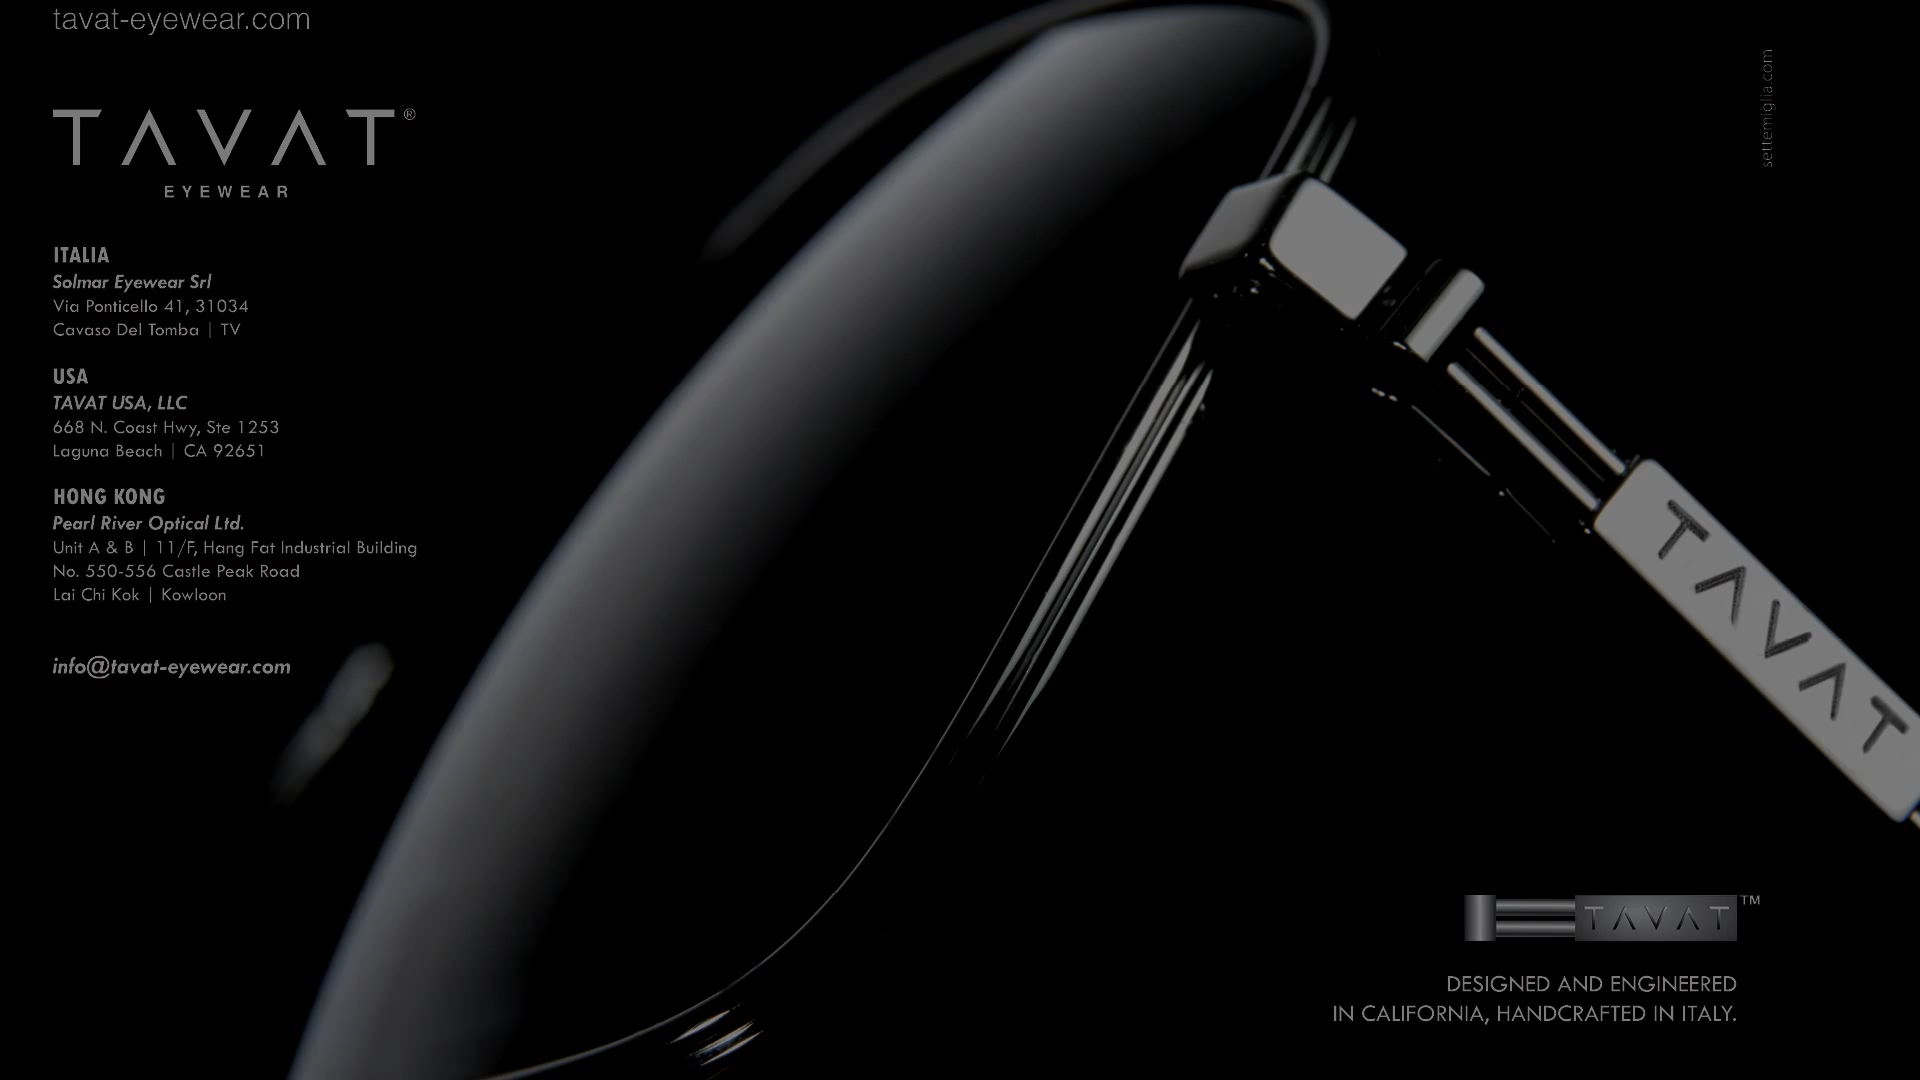 tavat-eyewear.com
TAVAT®
EYEWEAR
ITALIA
Solmar Eyewear Srl
Via Ponticello 41, 31034
Cavaso Del Tomba | TV
USA
TAVAT USA, LLC
668 N. Coast Hwy, Ste 1253
Laguna Beach | CA 92651
HONG KONG
Pearl River Optical Ltd.
Unit A & B | 11/F, Hang Fat Industrial Building
No. 550-556 Castle Peak Road
Lai Chi Kok | Kowloon
info@tavat-eyewear.com
settemiglia.com
TAVAT
TAVAT™
DESIGNED AND ENGINEERED
IN CALIFORNIA, HANDCRAFTED IN ITALY.